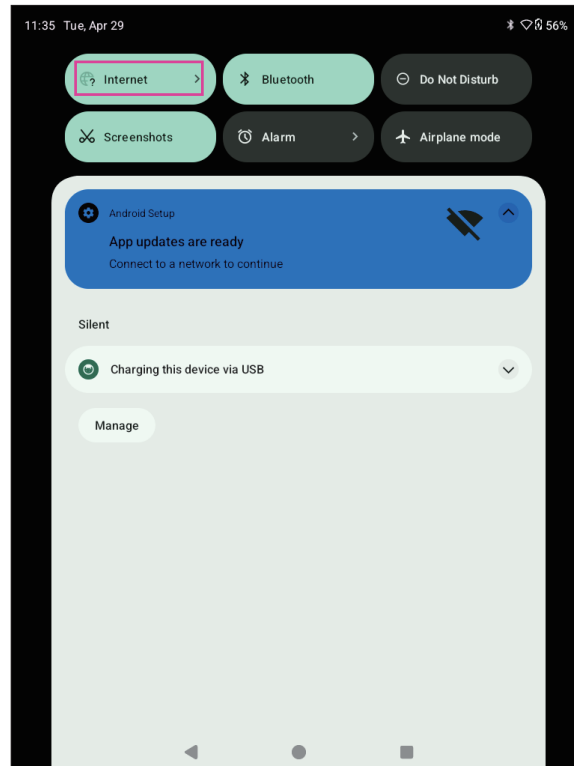 11:35 Tue, Apr 29 56%
Internet Bluetooth Do Not Disturb
Screenshots Alarm Airplane mode
Android Setup
App updates are ready
Connect to a network to continue
Silent
Charging this device via USB
Manage